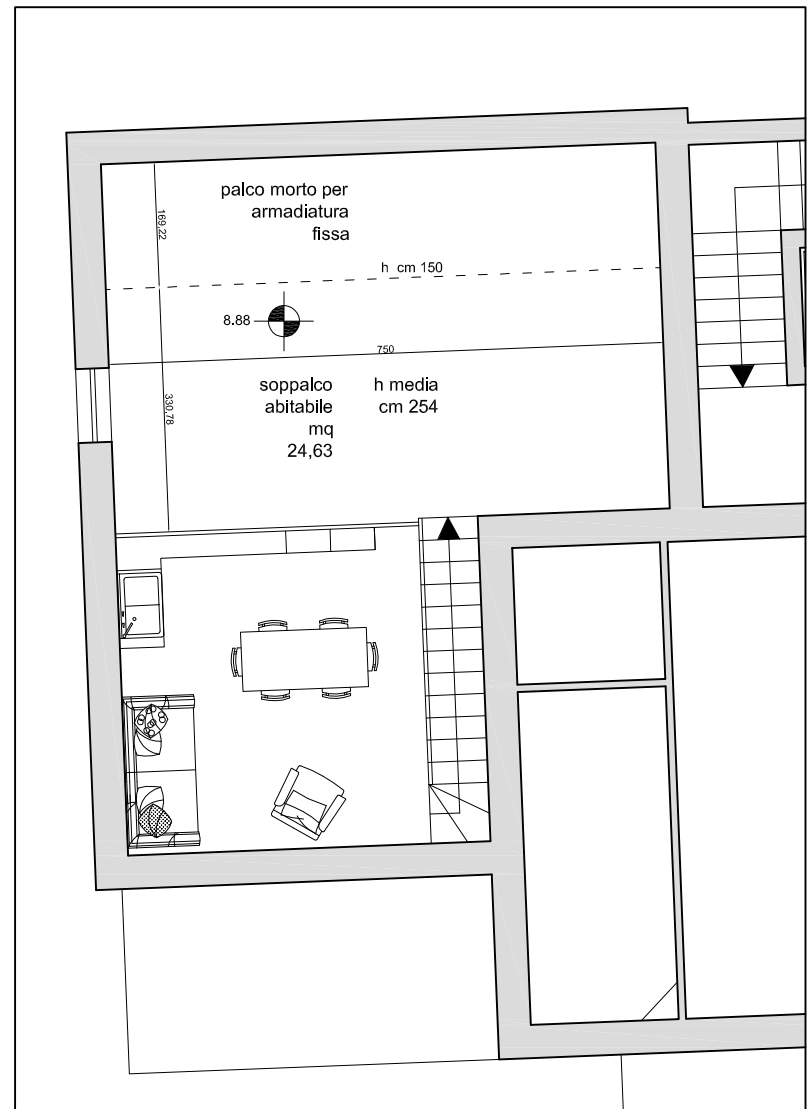 palco morto per
armadiatura
fissa
169,22
h cm 150
8.88
750
330,78
soppalco
abitabile
mq
24,63
h media
cm 254